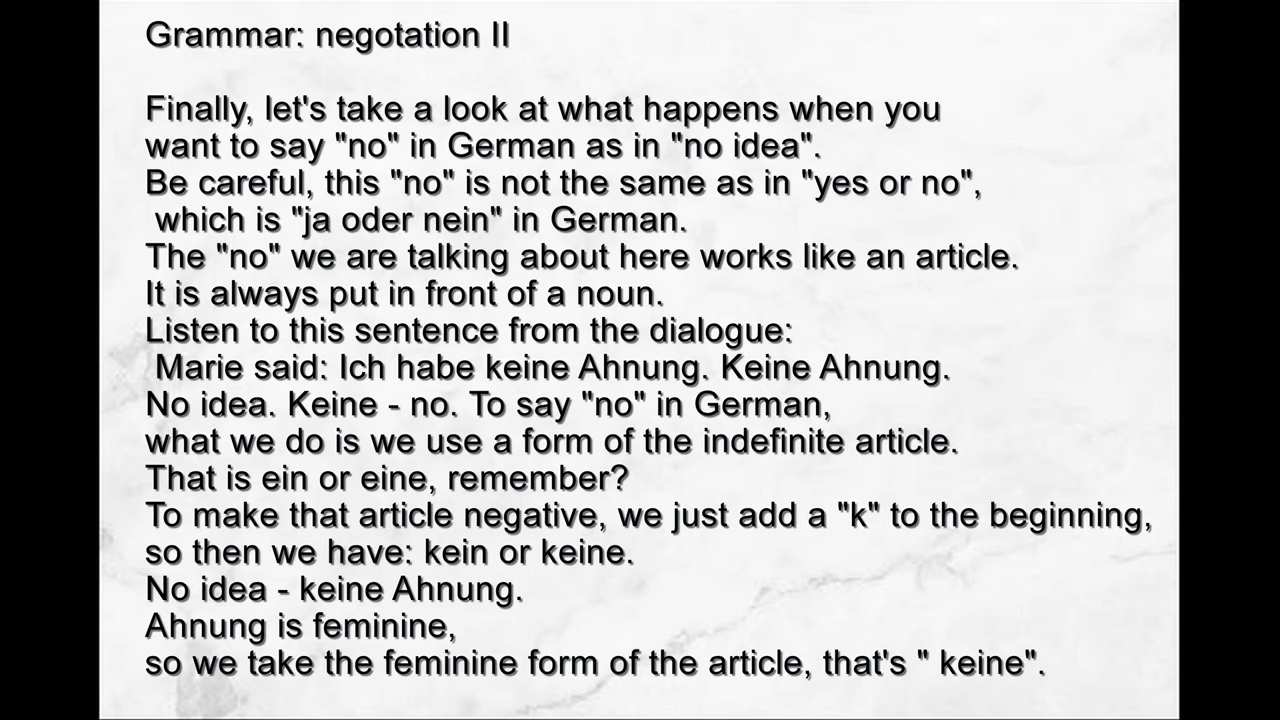 Grammar: negotation II
Finally, let's take a look at what happens when you
want to say "no" in German as in "no idea".
Be careful, this "no" is not the same as in "yes or no",
which is "ja oder nein" in German.
The "no" we are talking about here works like an article.
It is always put in front of a noun.
Listen to this sentence from the dialogue:
Marie said: Ich habe keine Ahnung. Keine Ahnung.
No idea. Keine - no. To say "no" in German,
what we do is we use a form of the indefinite article.
That is ein or eine, remember?
To make that article negative, we just add a "k" to the beginning,
so then we have: kein or keine.
No idea - keine Ahnung.
Ahnung is feminine,
so we take the feminine form of the article, that's " keine".